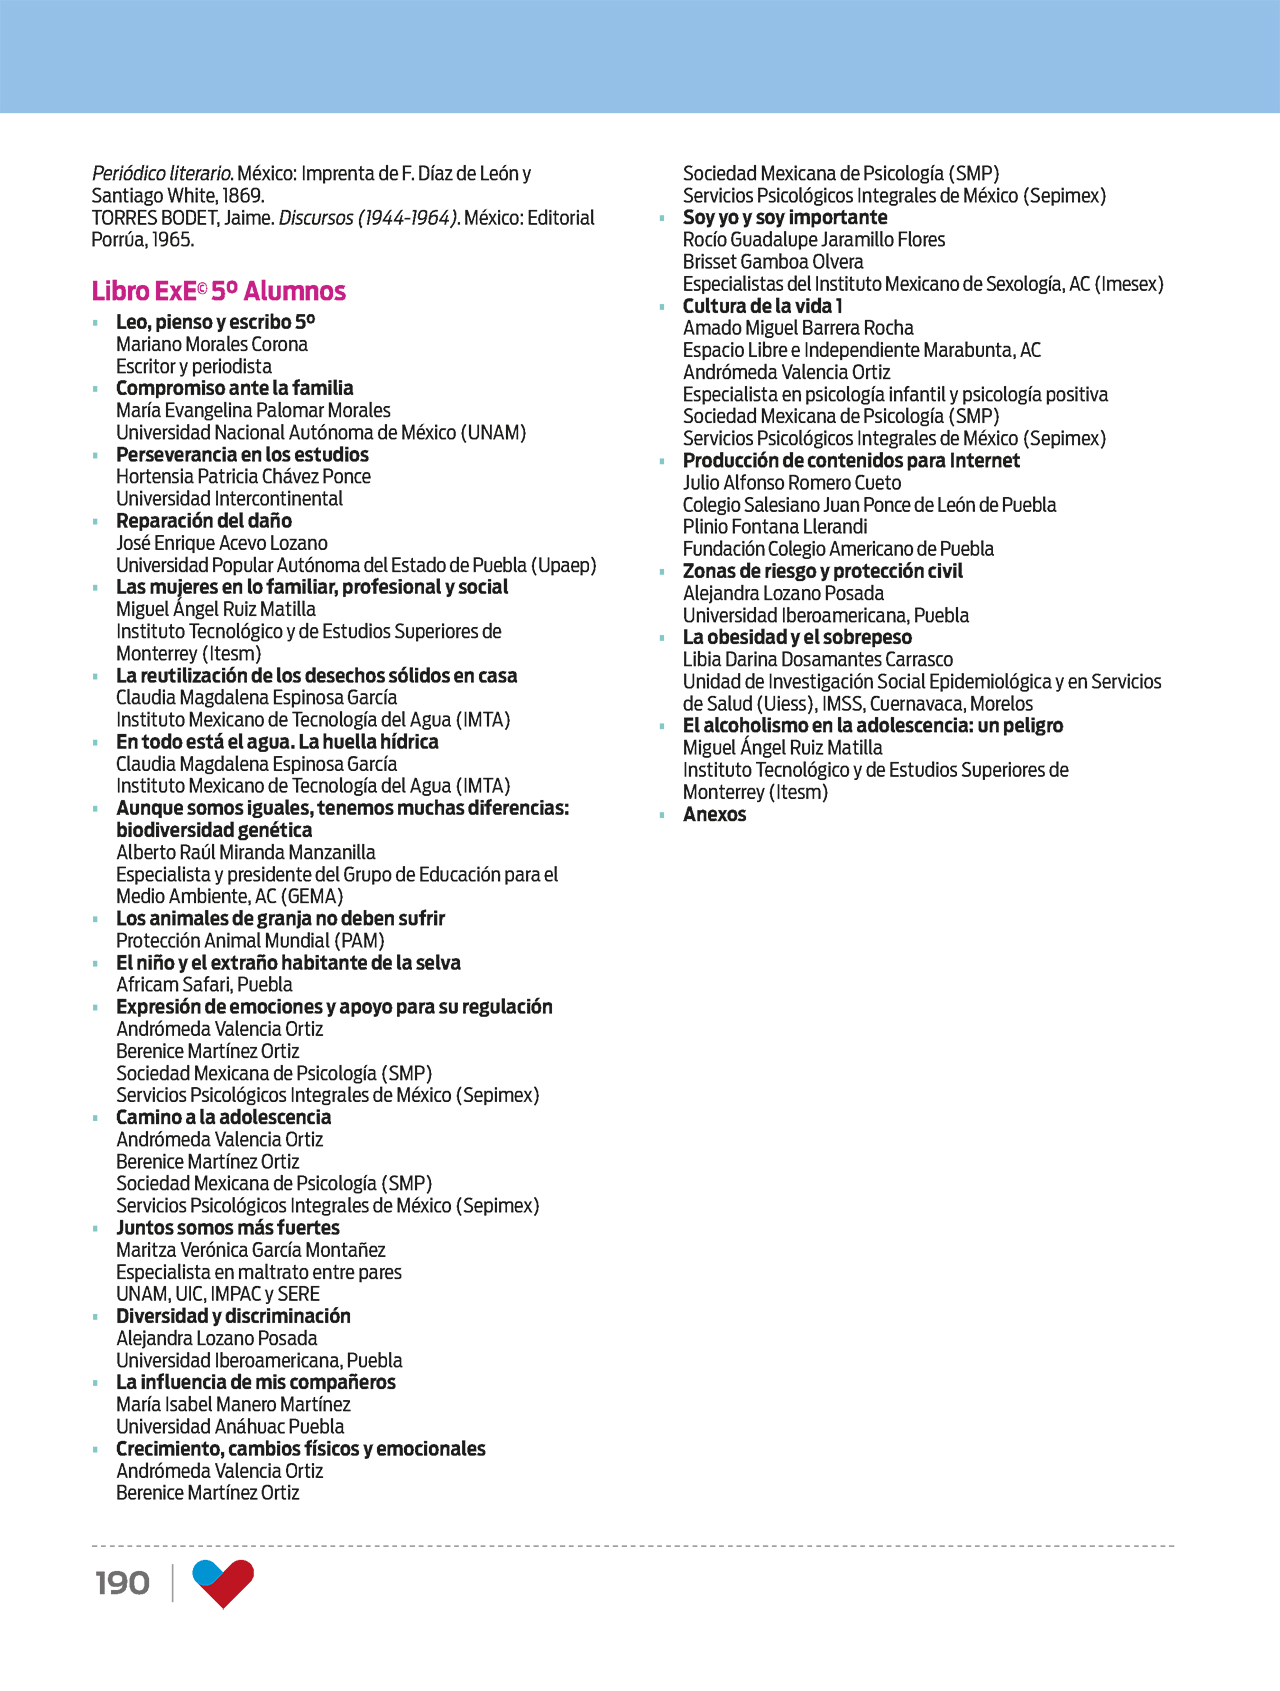 Periódico literario. México: Imprenta de F. Díaz de León y
Santiago White, 1869.
TORRES BODET, Jaime. Discursos (1944-1964). México: Editorial
Porrúa, 1965.
Libro ExE© 5º Alumnos
▪ Leo, pienso y escribo 5º
Mariano Morales Corona
Escritor y periodista
▪ Compromiso ante la familia
María Evangelina Palomar Morales
Universidad Nacional Autónoma de México (UNAM)
▪ Perseverancia en los estudios
Hortensia Patricia Chávez Ponce
Universidad Intercontinental
▪ Reparación del daño
José Enrique Acevo Lozano
Universidad Popular Autónoma del Estado de Puebla (Upaep)
▪ Las mujeres en lo familiar, profesional y social
Miguel Ángel Ruiz Matilla
Instituto Tecnológico y de Estudios Superiores de
Monterrey (Itesm)
▪ La reutilización de los desechos sólidos en casa
Claudia Magdalena Espinosa García
Instituto Mexicano de Tecnología del Agua (IMTA)
▪ En todo está el agua. La huella hídrica
Claudia Magdalena Espinosa García
Instituto Mexicano de Tecnología del Agua (IMTA)
▪ Aunque somos iguales, tenemos muchas diferencias:
biodiversidad genética
Alberto Raúl Miranda Manzanilla
Especialista y presidente del Grupo de Educación para el
Medio Ambiente, AC (GEMA)
▪ Los animales de granja no deben sufrir
Protección Animal Mundial (PAM)
▪ El niño y el extraño habitante de la selva
Africam Safari, Puebla
▪ Expresión de emociones y apoyo para su regulación
Andrómeda Valencia Ortiz
Berenice Martínez Ortiz
Sociedad Mexicana de Psicología (SMP)
Servicios Psicológicos Integrales de México (Sepimex)
▪ Camino a la adolescencia
Andrómeda Valencia Ortiz
Berenice Martínez Ortiz
Sociedad Mexicana de Psicología (SMP)
Servicios Psicológicos Integrales de México (Sepimex)
▪ Juntos somos más fuertes
Maritza Verónica García Montañez
Especialista en maltrato entre pares
UNAM, UIC, IMPAC y SERE
▪ Diversidad y discriminación
Alejandra Lozano Posada
Universidad Iberoamericana, Puebla
▪ La influencia de mis compañeros
María Isabel Manero Martínez
Universidad Anáhuac Puebla
▪ Crecimiento, cambios físicos y emocionales
Andrómeda Valencia Ortiz
Berenice Martínez Ortiz
Sociedad Mexicana de Psicología (SMP)
Servicios Psicológicos Integrales de México (Sepimex)
▪ Soy yo y soy importante
Rocío Guadalupe Jaramillo Flores
Brisset Gamboa Olvera
Especialistas del Instituto Mexicano de Sexología, AC (Imesex)
▪ Cultura de la vida 1
Amado Miguel Barrera Rocha
Espacio Libre e Independiente Marabunta, AC
Andrómeda Valencia Ortiz
Especialista en psicología infantil y psicología positiva
Sociedad Mexicana de Psicología (SMP)
Servicios Psicológicos Integrales de México (Sepimex)
▪ Producción de contenidos para Internet
Julio Alfonso Romero Cueto
Colegio Salesiano Juan Ponce de León de Puebla
Plinio Fontana Llerandi
Fundación Colegio Americano de Puebla
▪ Zonas de riesgo y protección civil
Alejandra Lozano Posada
Universidad Iberoamericana, Puebla
▪ La obesidad y el sobrepeso
Libia Darina Dosamantes Carrasco
Unidad de Investigación Social Epidemiológica y en Servicios
de Salud (Uiess), IMSS, Cuernavaca, Morelos
▪ El alcoholismo en la adolescencia: un peligro
Miguel Ángel Ruiz Matilla
Instituto Tecnológico y de Estudios Superiores de
Monterrey (Itesm)
▪ Anexos
190